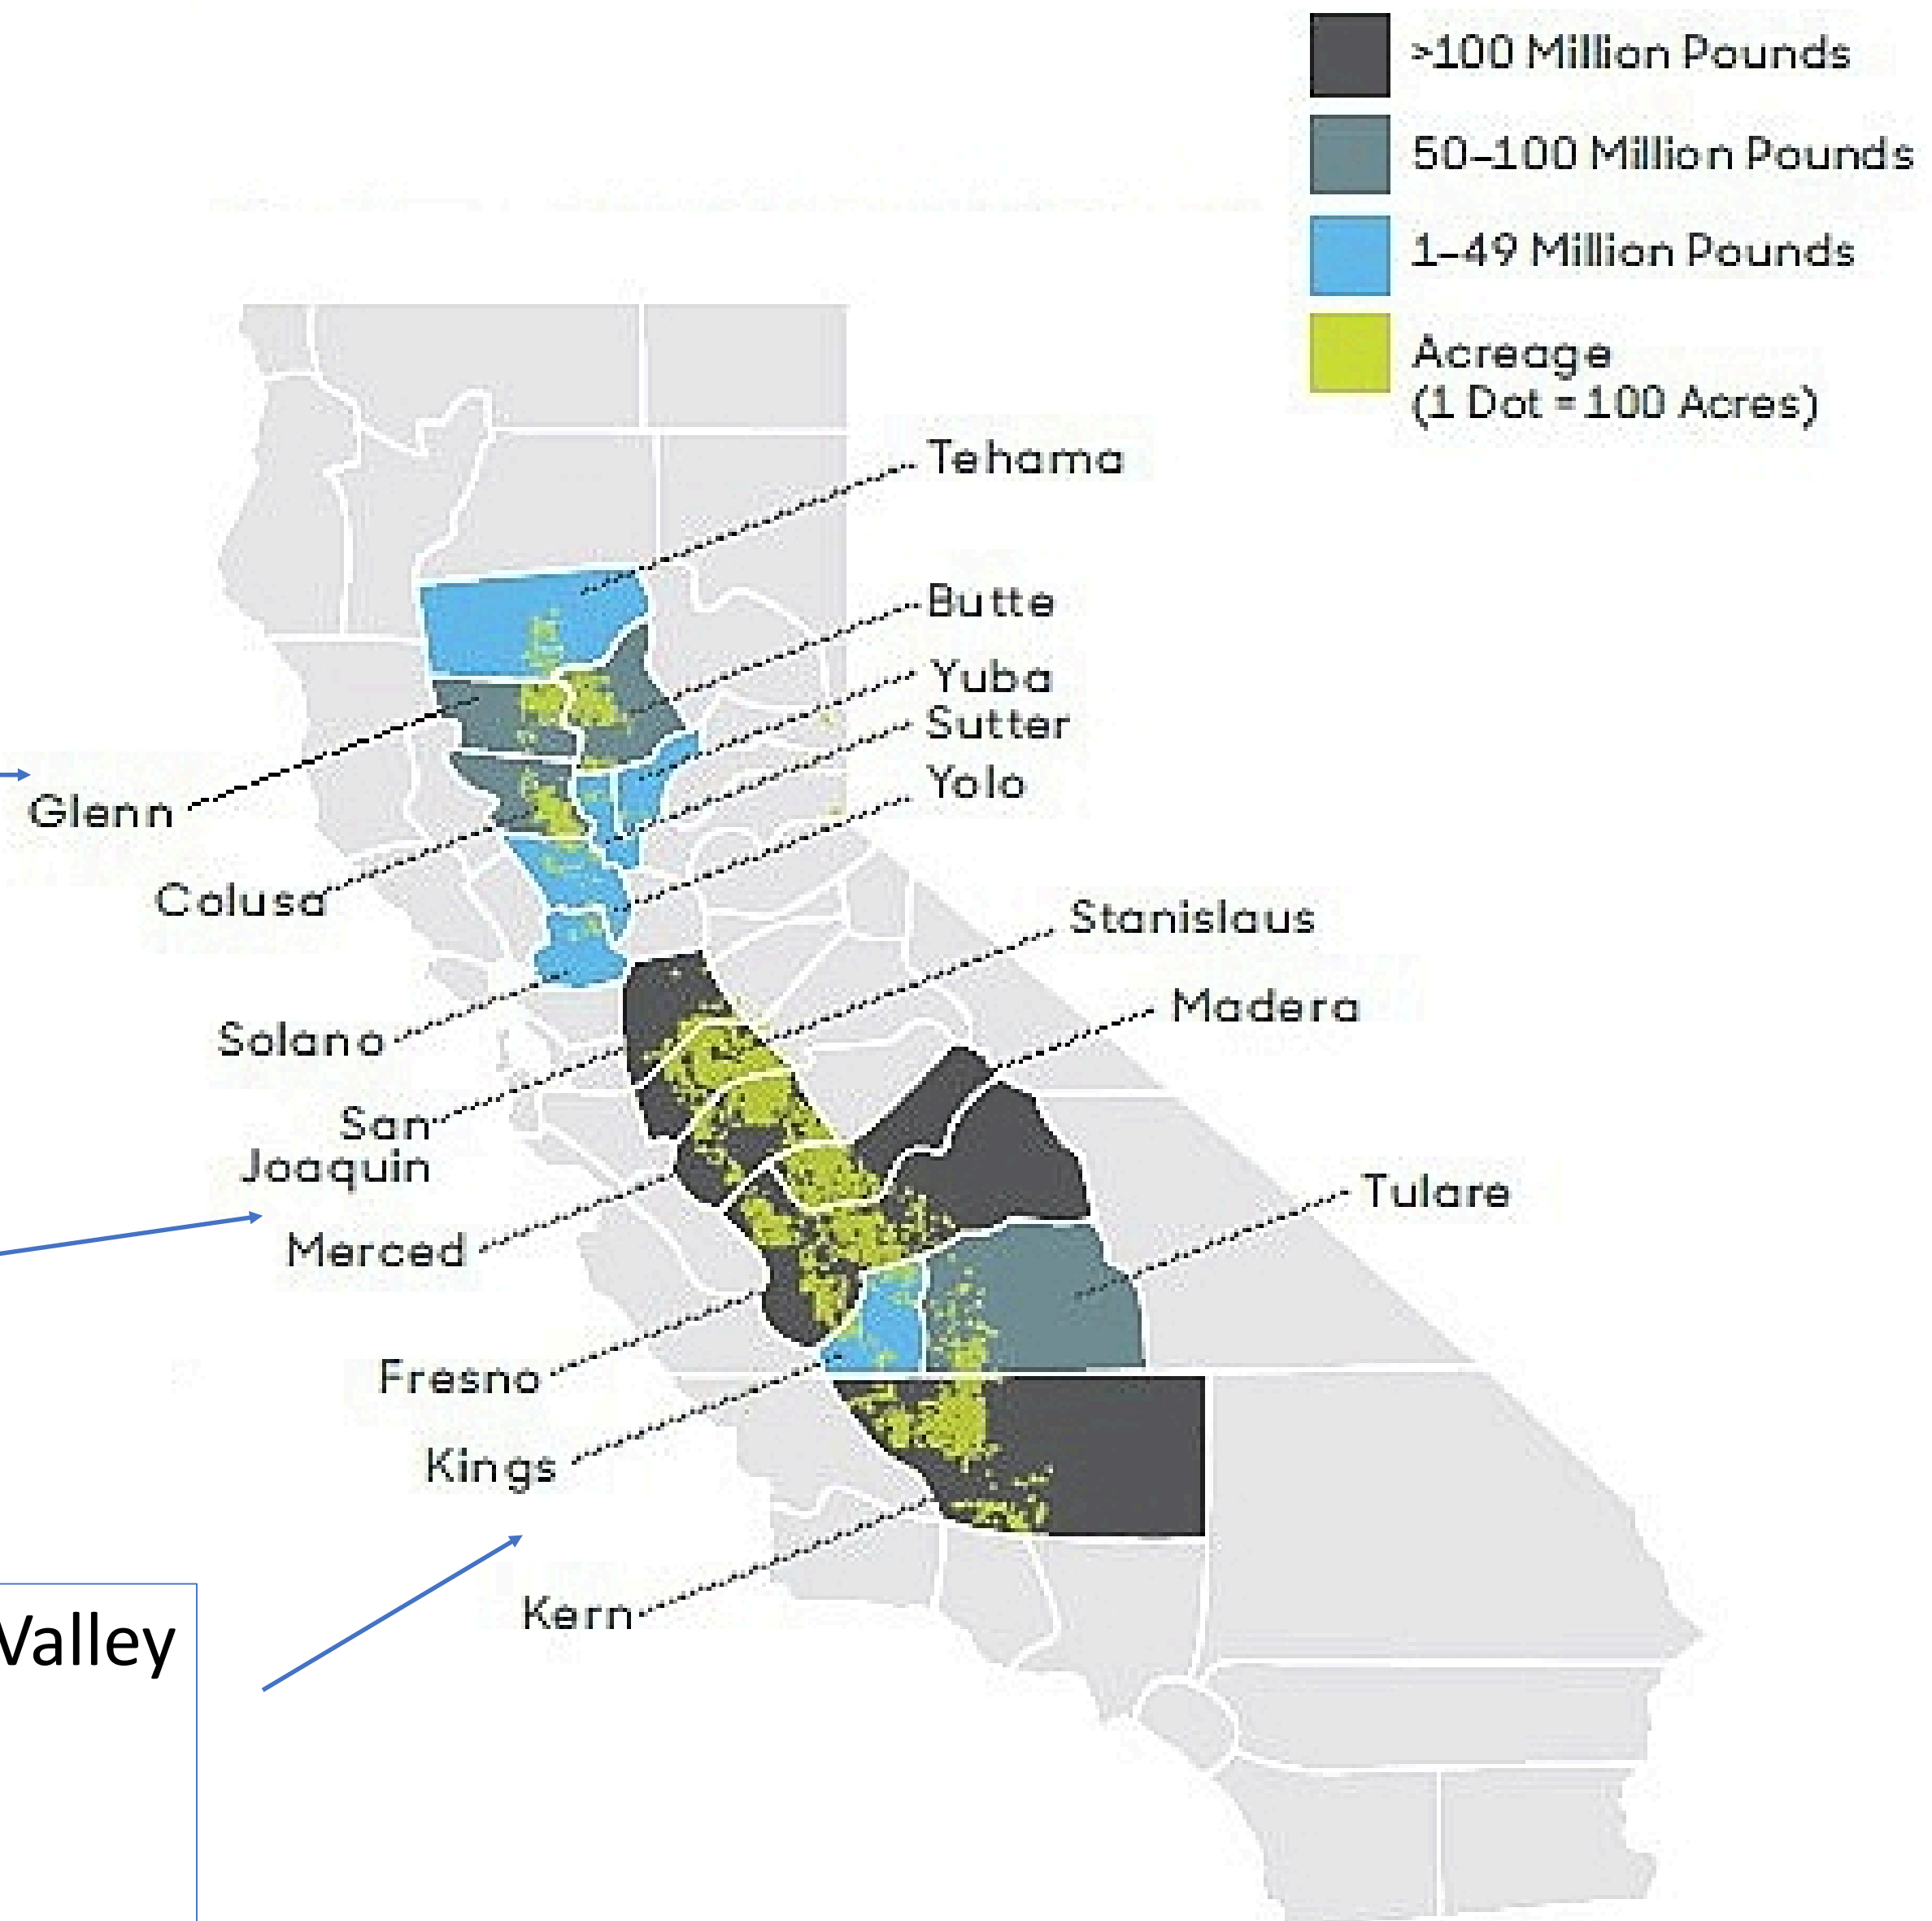 >100 Million Pounds
50–100 Million Pounds
1–49 Million Pounds
Acreage
(1 Dot = 100 Acres)
Tehama
Butte
Yuba
Sutter
Yolo
Glenn
Colusa
Stanislaus
Madera
Solano
San
Joaquin
Tulare
Merced
Fresno
Kings
Kern
Valley